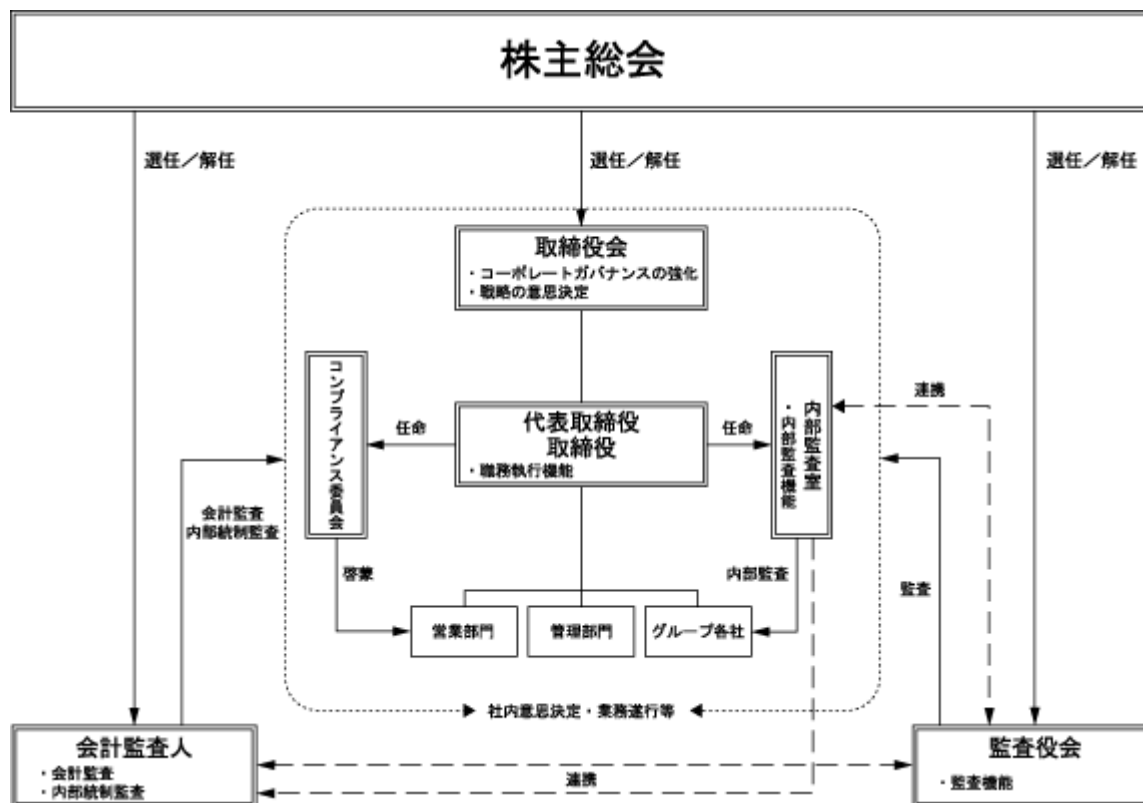 株主総会
選任／解任
選任／解任
選任／解任
取締役会
・コーポレートガバナンスの強化
・戦略の意思決定
コンプライアンス委員会
任命
代表取締役
取締役
・職務執行機能
任命
内部監査室
・内部監査機能
連携
会計監査
内部統制監査
啓蒙
内部監査
監査
営業部門
管理部門
グループ各社
社内意思決定・業務遂行等
会計監査人
・会計監査
・内部統制監査
連携
監査役会
・監査機能